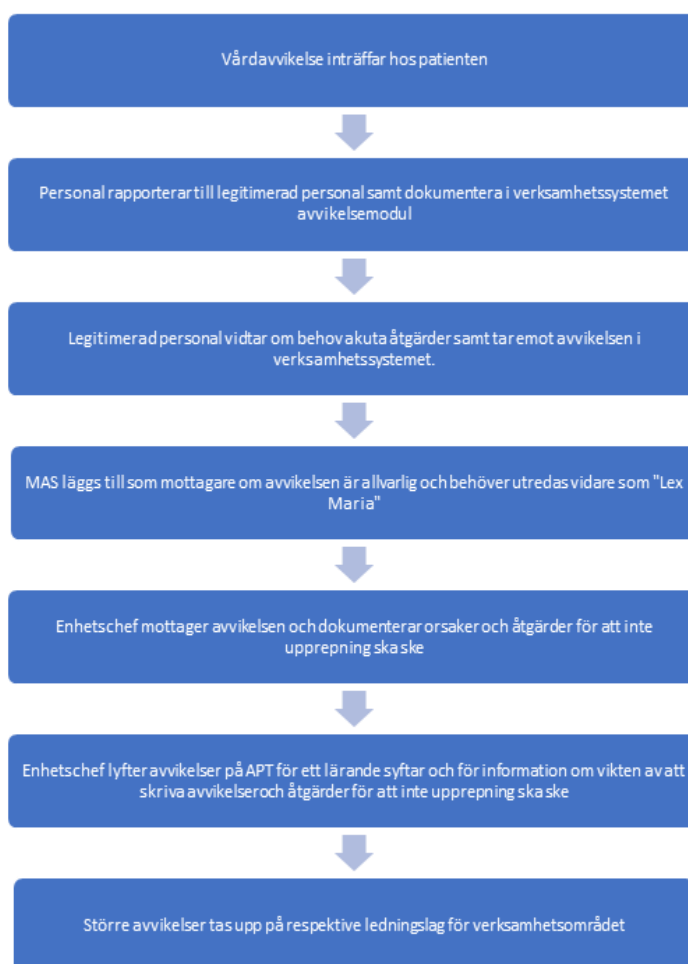 Vårdavvikelse inträffar hos patienten
Personal rapporterar till legitimerad personal samt dokumentera i verksamhetssystemet
avvikelsemodul
Legitimerad personal vidtar om behov akuta åtgärder samt tar emot avvikelsen i
verksamhetssystemet.
MAS läggs till som mottagare om avvikelsen är allvarlig och behöver utredas vidare som "Lex
Maria"
Enhetschef mottager avvikelsen och dokumenterar orsaker och åtgärder för att inte
upprepning ska ske
Enhetschef lyfter avvikelser på APT för ett lärande syftar och för information om vikten av att
skriva avvikelser och åtgärder för att inte upprepning ska ske
Större avvikelser tas upp på respektive ledningslag för verksamhetsområdet